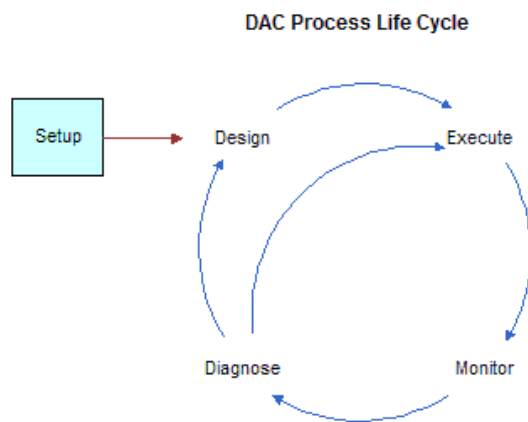 DAC Process Life Cycle
Setup
Design
Execute
Diagnose
Monitor